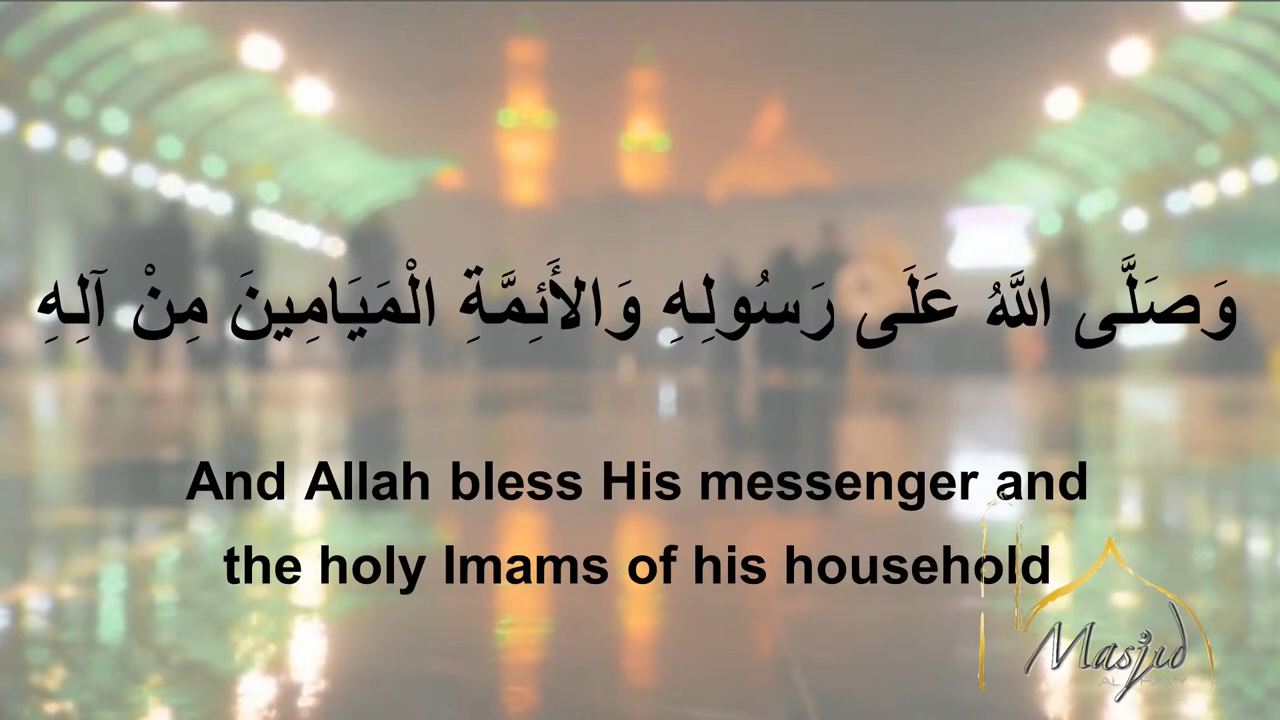 وَصَلَّى اللَّهُ عَلَى رَسُولِهِ وَالأَئِمَّةِ الْمَيَامِينَ مِنْ آلِهِ
And Allah bless His messenger and
the holy Imams of his household
Masjid